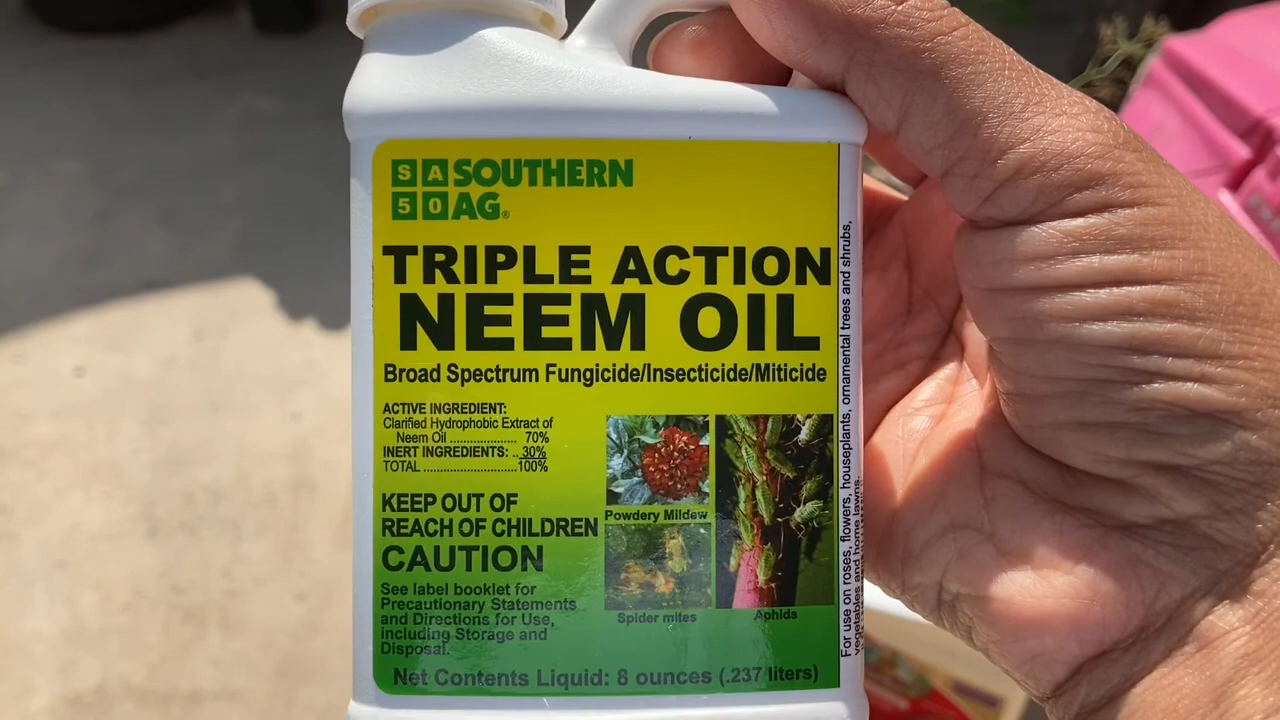 SA SOUTHERN
50 AG®
TRIPLE ACTION
NEEM OIL
Broad Spectrum Fungicide/Insecticide/Miticide
ACTIVE INGREDIENT:
Clarified Hydrophobic Extract of
Neem Oil .................... 70%
INERT INGREDIENTS: .. 30%
TOTAL ...........................100%
KEEP OUT OF
REACH OF CHILDREN
CAUTION
See label booklet for
Precautionary Statements
and Directions for Use,
including Storage and
Disposal.
Powdery Mildew
Spider mites
Aphids
Net Contents Liquid: 8 ounces (.237 liters)
For use on roses, flowers, houseplants, ornamental trees and shrubs,
vegetables and home lawns.